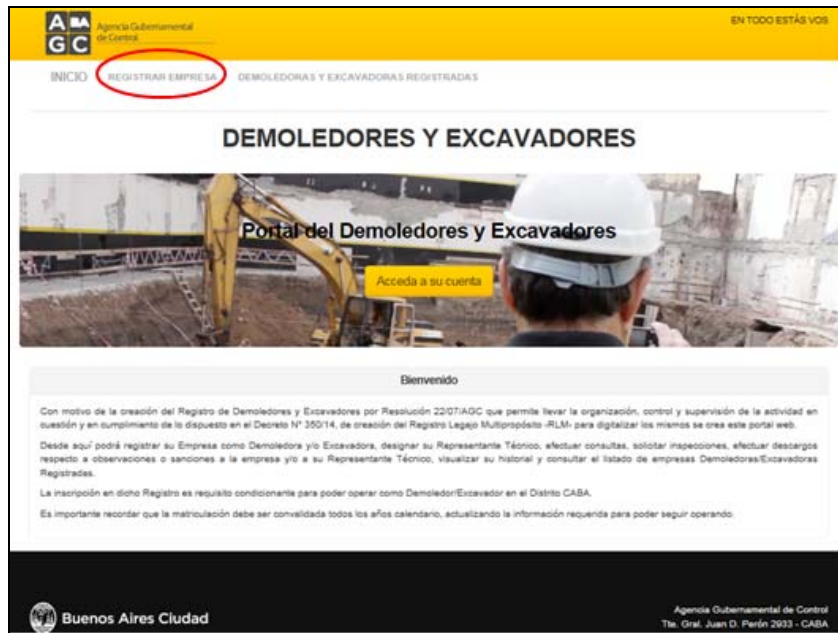 AGC BA
Agencia Gubernamental
de Control
EN TODO ESTÁS VOS
INICIO REGISTRAR EMPRESA DEMOLEDORAS Y EXCAVADORAS REGISTRADAS
DEMOLEDORES Y EXCAVADORES
Portal del Demoledores y Excavadores
Acceda a su cuenta
Bienvenido
Con motivo de la creación del Registro de Demoledores y Excavadores por Resolución 22/07/AGC que permite llevar la organización, control y supervisión de la actividad en
cuestión y en cumplimiento de lo dispuesto en el Decreto N° 350/14, de creación del Registro Legajo Multipropósito -RLM- para digitalizar los mismos se crea este portal web.
Desde aquí podrá registrar su Empresa como Demoledora y/o Excavadora, designar su Representante Técnico, efectuar consultas, solicitar inspecciones, efectuar descargos
respecto a observaciones o sanciones a la empresa y/o a su Representante Técnico, visualizar su historial y consultar el listado de empresas Demoledoras/Excavadoras
Registradas.
La inscripción en dicho Registro es requisito condicionante para poder operar como Demoledor/Excavador en el Distrito CABA.
Es importante recordar que la matriculación debe ser convalidada todos los años calendario, actualizando la información requerida para poder seguir operando.
Buenos Aires Ciudad
Agencia Gubernamental de Control
Tte. Gral. Juan D. Perón 2933 - CABA